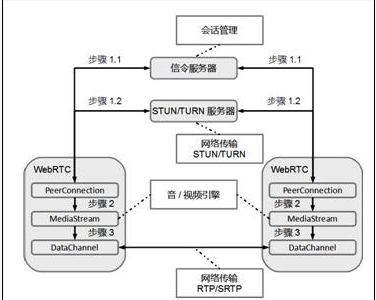 会话管理
步骤 1.1
信令服务器
步骤 1.1
步骤 1.2
STUN/TURN 服务器
步骤 1.2
网络传输
STUN/TURN
WebRTC
WebRTC
PeerConnection
PeerConnection
步骤 2
音 / 视频引擎
步骤 2
MediaStream
MediaStream
步骤 3
步骤 3
DataChannel
DataChannel
网络传输
RTP/SRTP